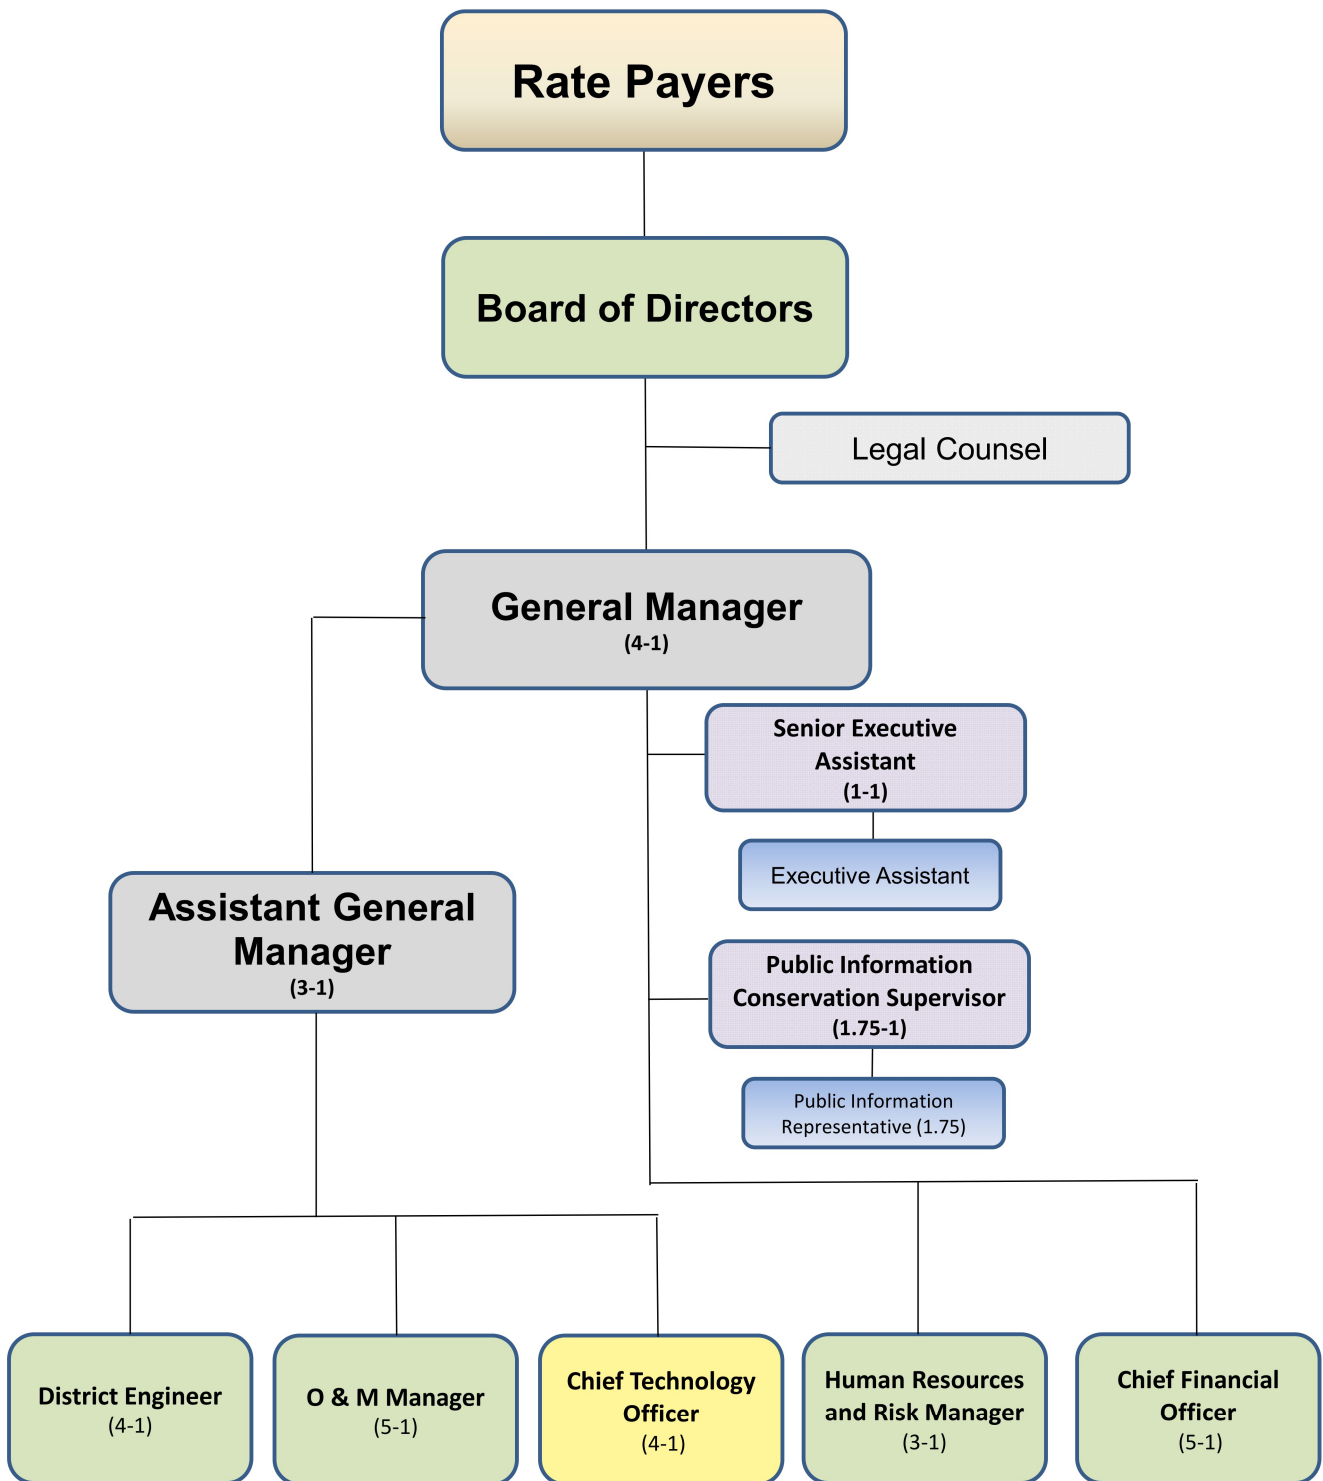 Rate Payers
Board of Directors
Legal Counsel
General Manager
(4-1)
Senior Executive
Assistant
(1-1)
Executive Assistant
Assistant General
Manager
(3-1)
Public Information
Conservation Supervisor
(1.75-1)
Public Information
Representative (1.75)
District Engineer
(4-1)
O & M Manager
(5-1)
Chief Technology
Officer
(4-1)
Human Resources
and Risk Manager
(3-1)
Chief Financial
Officer
(5-1)